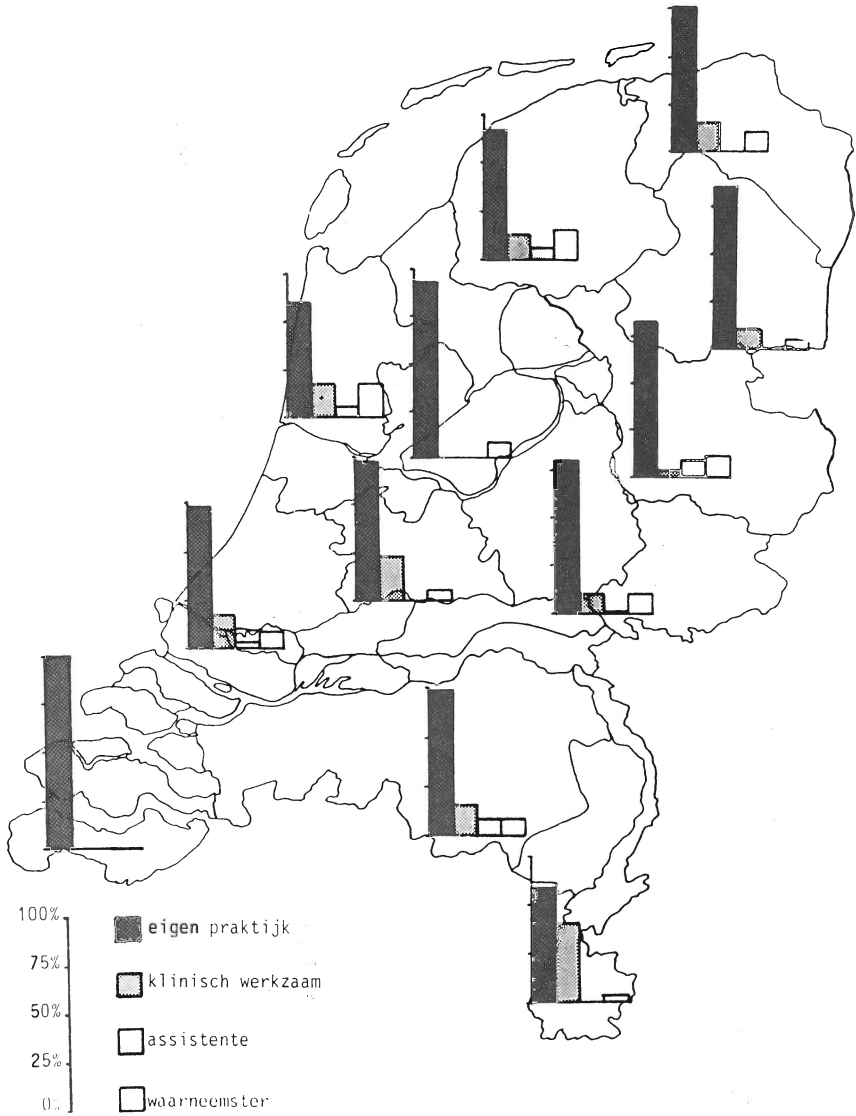 100%
eigen praktijk
75%
klinisch werkzaam
50%
assistente
25%
0%
waarneemster